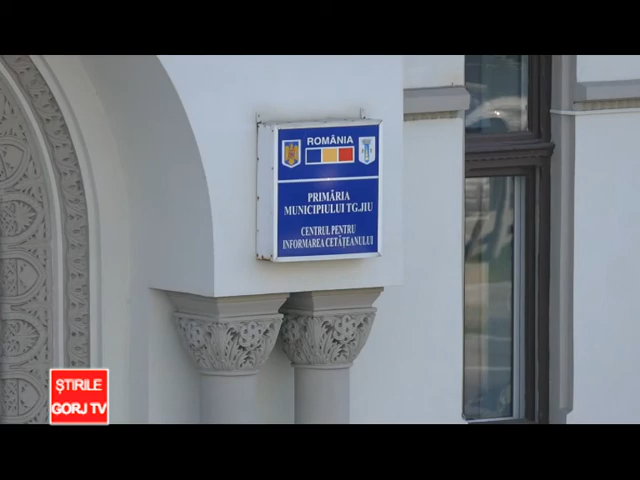 ROMÂNIA
PRIMĂRIA
MUNICIPIULUI TG.JIU
CENTRUL PENTRU
INFORMAREA CETĂŢEANULUI
ŞTIRILE
GORJ TV